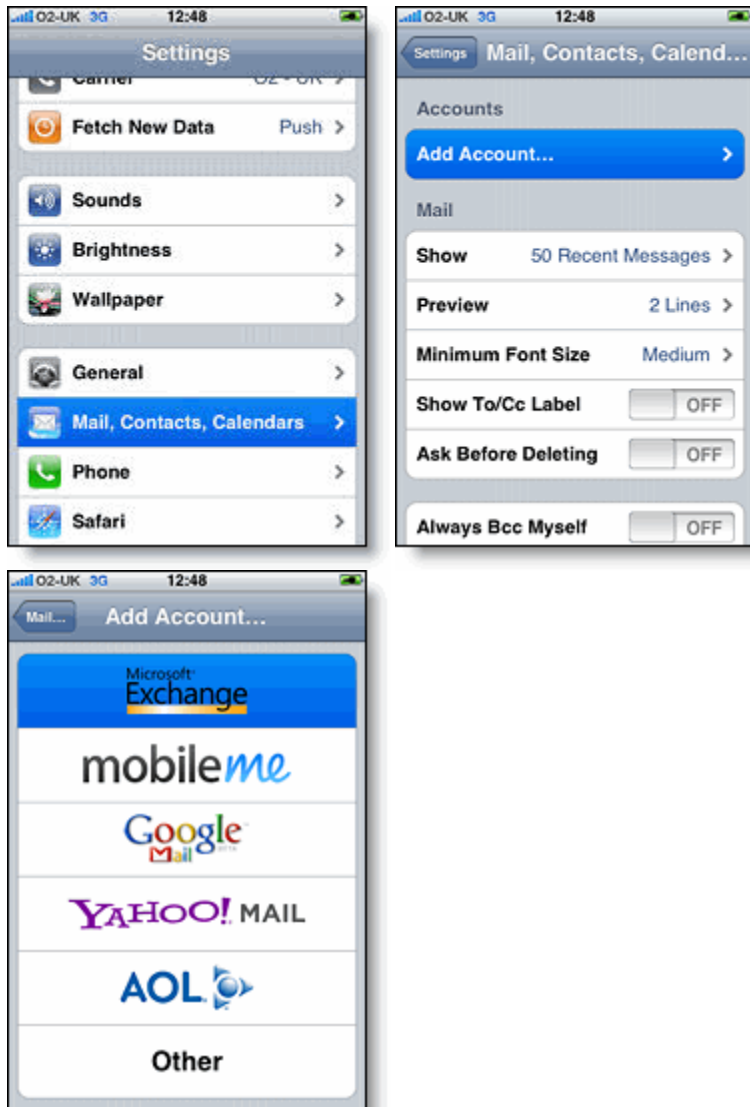 O2-UK 3G 12:48
Settings
Carrier O2 - UK
Fetch New Data Push
Sounds
Brightness
Wallpaper
General
Mail, Contacts, Calendars
Phone
Safari
O2-UK 3G 12:48
Settings Mail, Contacts, Calend...
Accounts
Add Account...
Mail
Show 50 Recent Messages
Preview 2 Lines
Minimum Font Size Medium
Show To/Cc Label OFF
Ask Before Deleting OFF
Always Bcc Myself OFF
O2-UK 3G 12:48
Mail... Add Account...
Microsoft
Exchange
mobileme
Google
Mail BETA
YAHOO! MAIL
AOL
Other